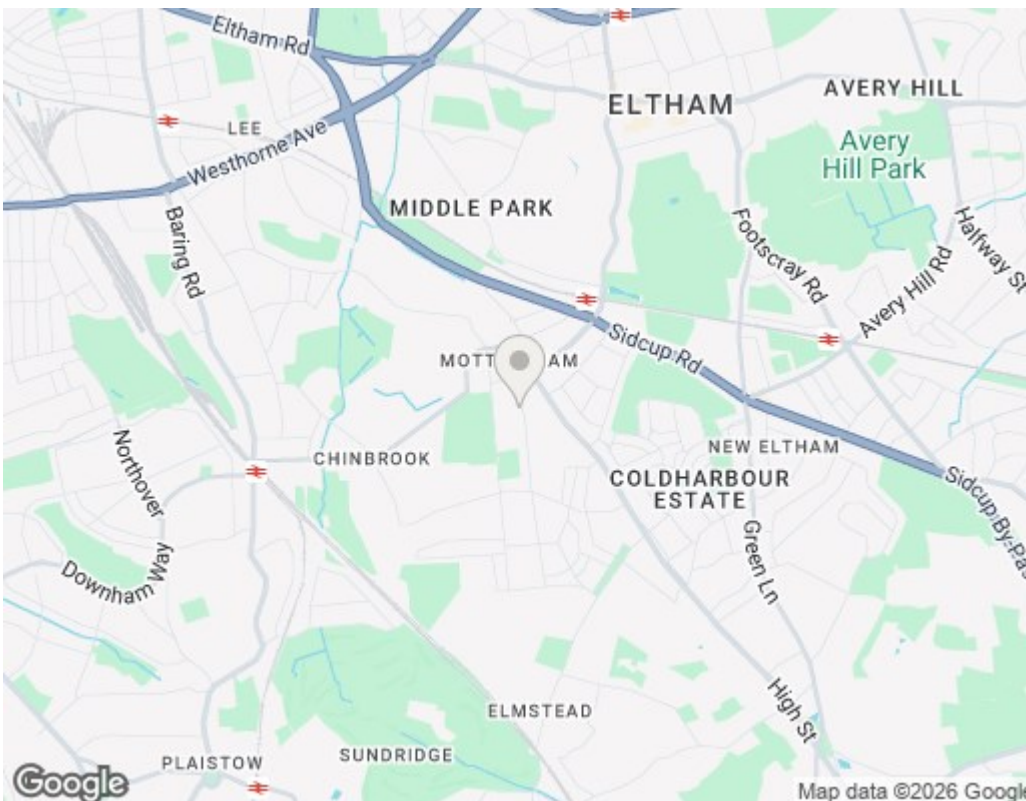 Eltham Rd
ELTHAM
AVERY HILL
LEE
Westhorne Ave
Avery
Hill Park
MIDDLE PARK
Baring Rd
Footscray Rd
Halfway St
Avery Hill Rd
Sidcup Rd
MOTT AM
Northover
CHINBROOK
NEW ELTHAM
COLDHARBOUR
ESTATE
Sidcup By-Pa
Green Ln
Downham Way
High St
ELMSTEAD
SUNDRIDGE
PLAISTOW
Google
Map data ©2026 Google